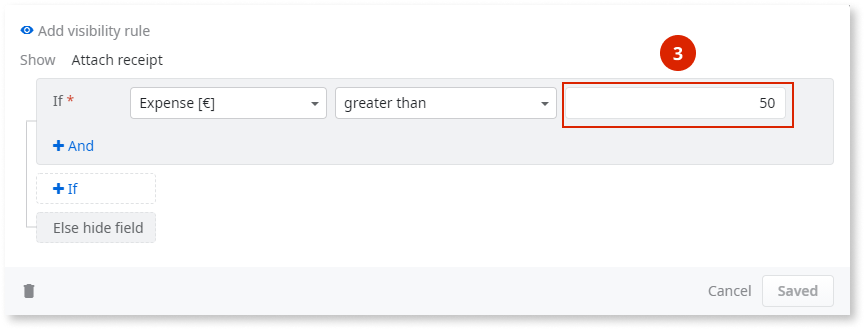 Add visibility rule
Show Attach receipt
3
If * Expense [€] greater than 50
+ And
+ If
Else hide field
Cancel Saved